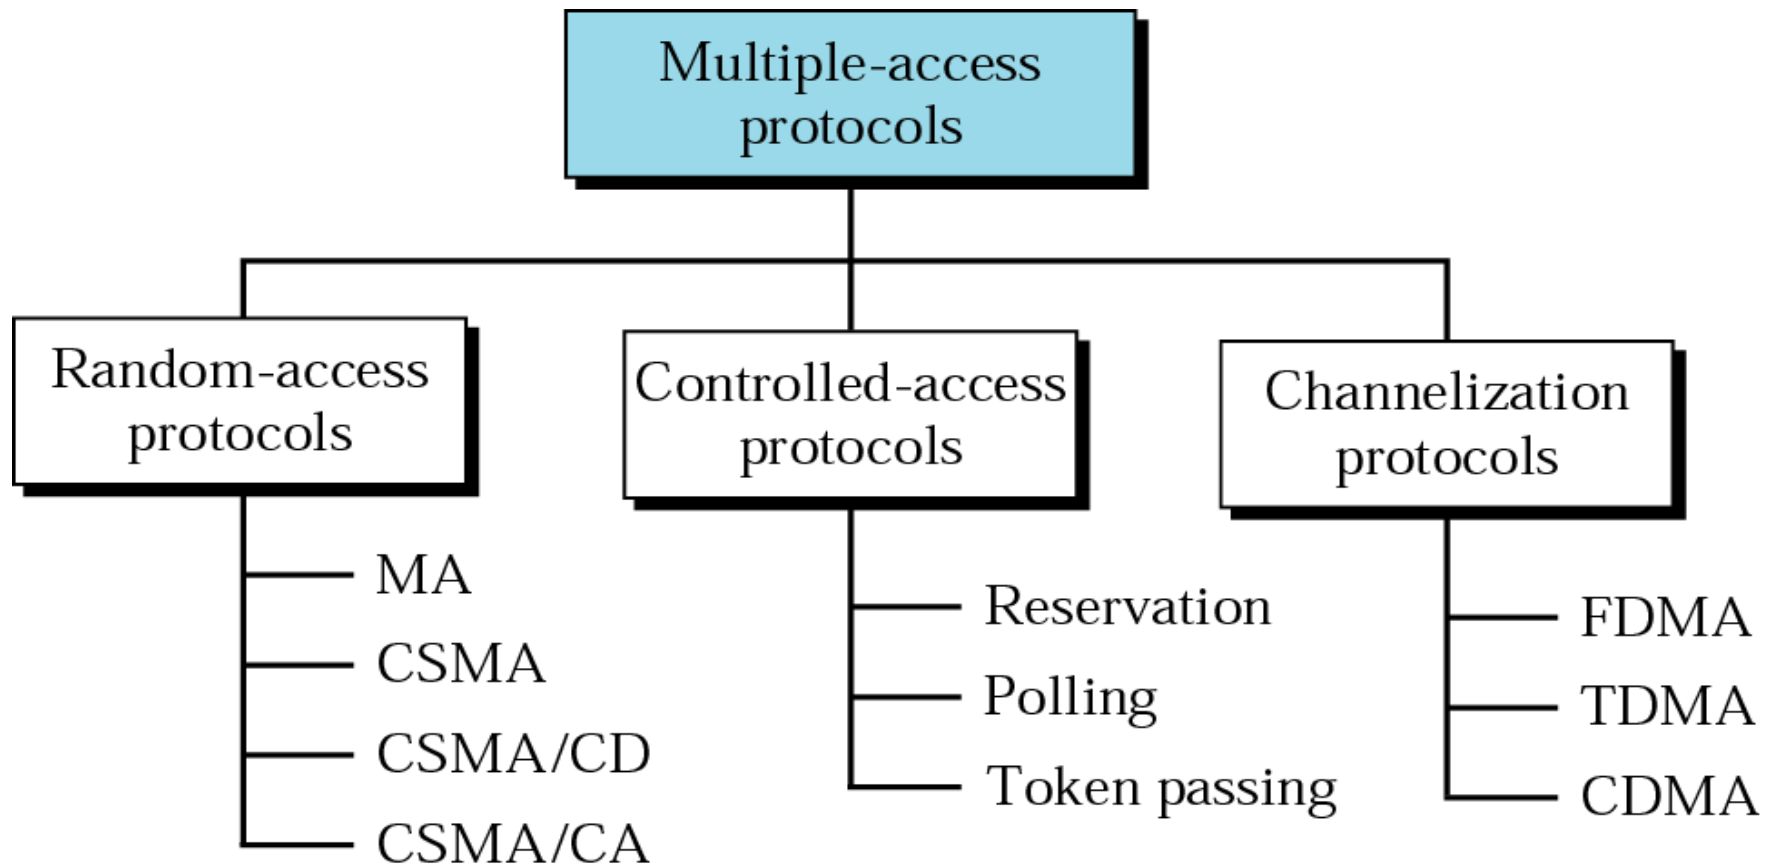 Multiple-access
protocols
Random-access
protocols
MA
CSMA
CSMA/CD
CSMA/CA
Controlled-access
protocols
Reservation
Polling
Token passing
Channelization
protocols
FDMA
TDMA
CDMA